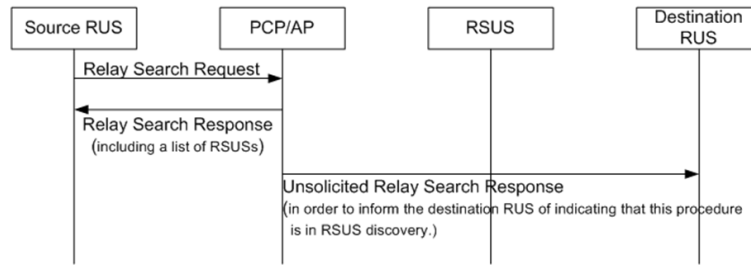 Source RUS
PCP/AP
RSUS
Destination
RUS
Relay Search Request
Relay Search Response
(including a list of RSUSs)
Unsolicited Relay Search Response
(in order to inform the destination RUS of indicating that this procedure
is in RSUS discovery.)